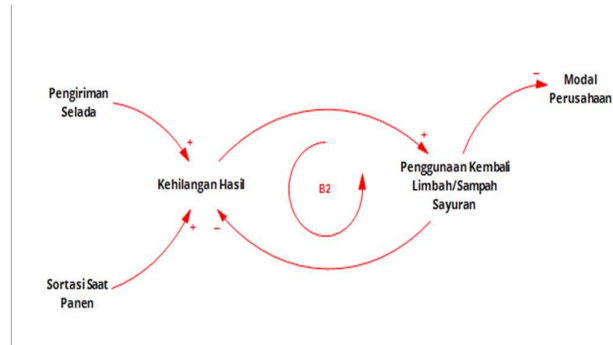 Modal
Perusahaan
Pengiriman
Selada
Kehilangan Hasil
B2
Penggunaan Kembali
Limbah/Sampah
Sayuran
Sortasi Saat
Panen
+
+
+
−
−